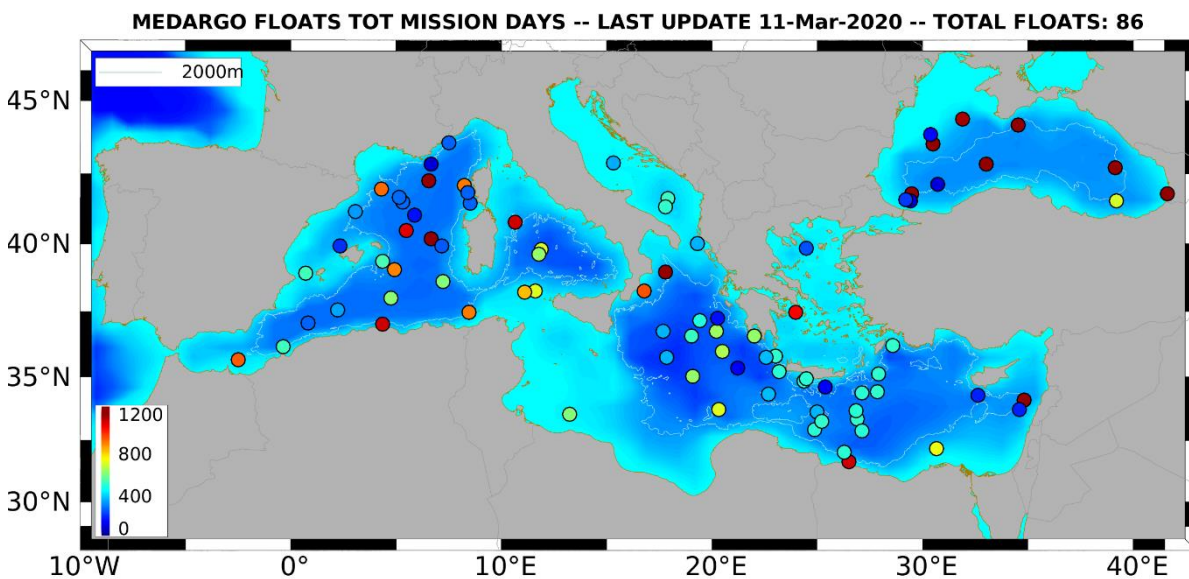 MEDARGO FLOATS TOT MISSION DAYS -- LAST UPDATE 11-Mar-2020 -- TOTAL FLOATS: 86
2000m
45°N
40°N
35°N
30°N
1200
800
400
0
10°W
0°
10°E
20°E
30°E
40°E